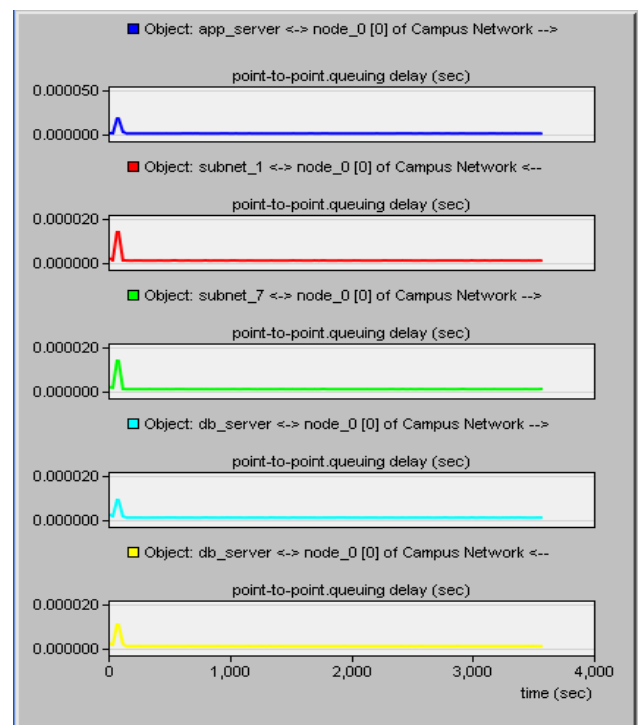 Object: app_server <-> node_0 [0] of Campus Network -->
point-to-point.queuing delay (sec)
0.000050
0.000000
Object: subnet_1 <-> node_0 [0] of Campus Network <--
point-to-point.queuing delay (sec)
0.000020
0.000000
Object: subnet_7 <-> node_0 [0] of Campus Network -->
point-to-point.queuing delay (sec)
0.000020
0.000000
Object: db_server <-> node_0 [0] of Campus Network -->
point-to-point.queuing delay (sec)
0.000020
0.000000
Object: db_server <-> node_0 [0] of Campus Network <--
point-to-point.queuing delay (sec)
0.000020
0.000000
0 1,000 2,000 3,000 4,000
time (sec)